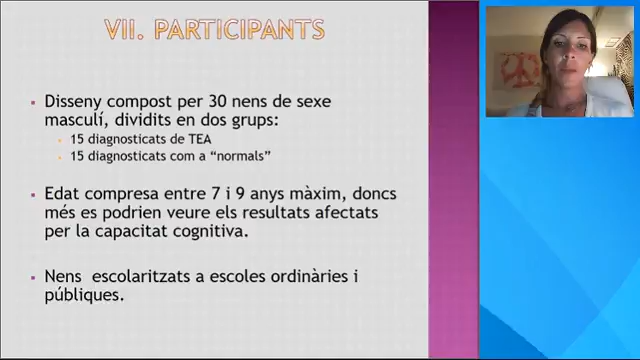 VII. PARTICIPANTS
Disseny compost per 30 nens de sexe
masculí, dividits en dos grups:
15 diagnosticats de TEA
15 diagnosticats com a “normals”
Edat compresa entre 7 i 9 anys màxim, doncs
més es podrien veure els resultats afectats
per la capacitat cognitiva.
Nens  escolaritzats a escoles ordinàries i
públiques.